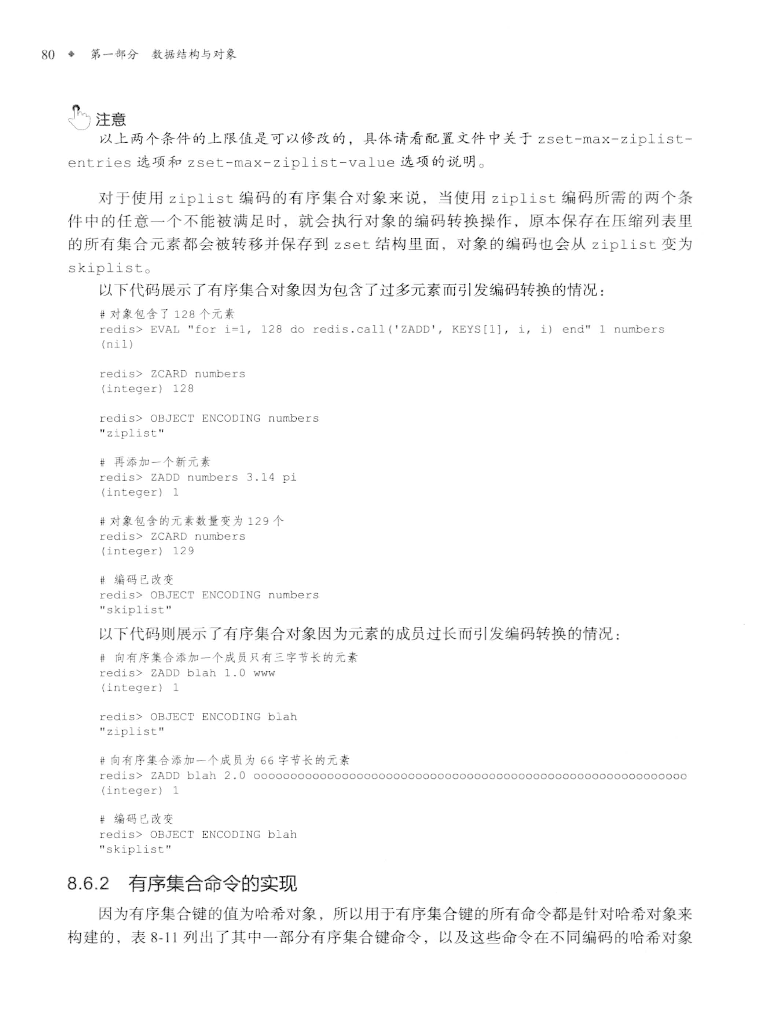 80 ◆ 第一部分 数据结构与对象
注意
以上两个条件的上限值是可以修改的，具体请看配置文件中关于 zset-max-ziplist-
entries 选项和 zset-max-ziplist-value 选项的说明。
对于使用 ziplist 编码的有序集合对象来说，当使用 ziplist 编码所需的两个条
件中的任意一个不能被满足时，就会执行对象的编码转换操作，原本保存在压缩列表里
的所有集合元素都会被转移并保存到 zset 结构里面，对象的编码也会从 ziplist 变为
skiplist。
以下代码展示了有序集合对象因为包含了过多元素而引发编码转换的情况：
# 对象包含了 128 个元素
redis> EVAL "for i=1, 128 do redis.call('ZADD', KEYS[1], i, i) end" 1 numbers
(nil)
redis> ZCARD numbers
(integer) 128
redis> OBJECT ENCODING numbers
"ziplist"
# 再添加一个新元素
redis> ZADD numbers 3.14 pi
(integer) 1
# 对象包含的元素数量变为 129 个
redis> ZCARD numbers
(integer) 129
# 编码已改变
redis> OBJECT ENCODING numbers
"skiplist"
以下代码则展示了有序集合对象因为元素的成员过长而引发编码转换的情况：
# 向有序集合添加一个成员只有三字节长的元素
redis> ZADD blah 1.0 www
(integer) 1
redis> OBJECT ENCODING blah
"ziplist"
# 向有序集合添加一个成员为 66 字节长的元素
redis> ZADD blah 2.0 oooooooooooooooooooooooooooooooooooooooooooooooooooooooooooo
(integer) 1
# 编码已改变
redis> OBJECT ENCODING blah
"skiplist"
8.6.2 有序集合命令的实现
因为有序集合键的值为哈希对象，所以用于有序集合键的所有命令都是针对哈希对象来
构建的，表 8-11 列出了其中一部分有序集合键命令，以及这些命令在不同编码的哈希对象